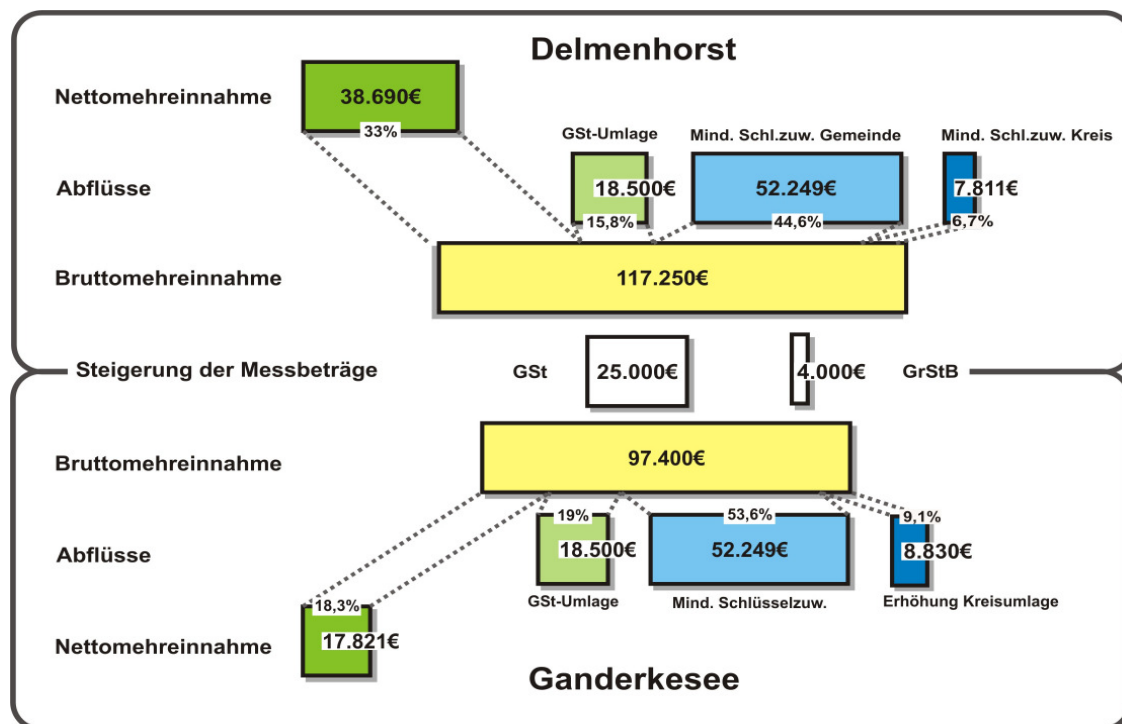 Delmenhorst
Nettomehreinnahme
38.690€
33%
GSt-Umlage
Mind. Schl.zuw. Gemeinde
Mind. Schl.zuw. Kreis
Abflüsse
18.500€
52.249€
7.811€
15,8%
44,6%
6,7%
Bruttomehreinnahme
117.250€
Steigerung der Messbeträge
GSt
25.000€
4.000€
GrStB
Bruttomehreinnahme
97.400€
19%
53,6%
9,1%
Abflüsse
18.500€
52.249€
8.830€
GSt-Umlage
Mind. Schlüsselzuw.
Erhöhung Kreisumlage
18,3%
Nettomehreinnahme
17.821€
Ganderkesee